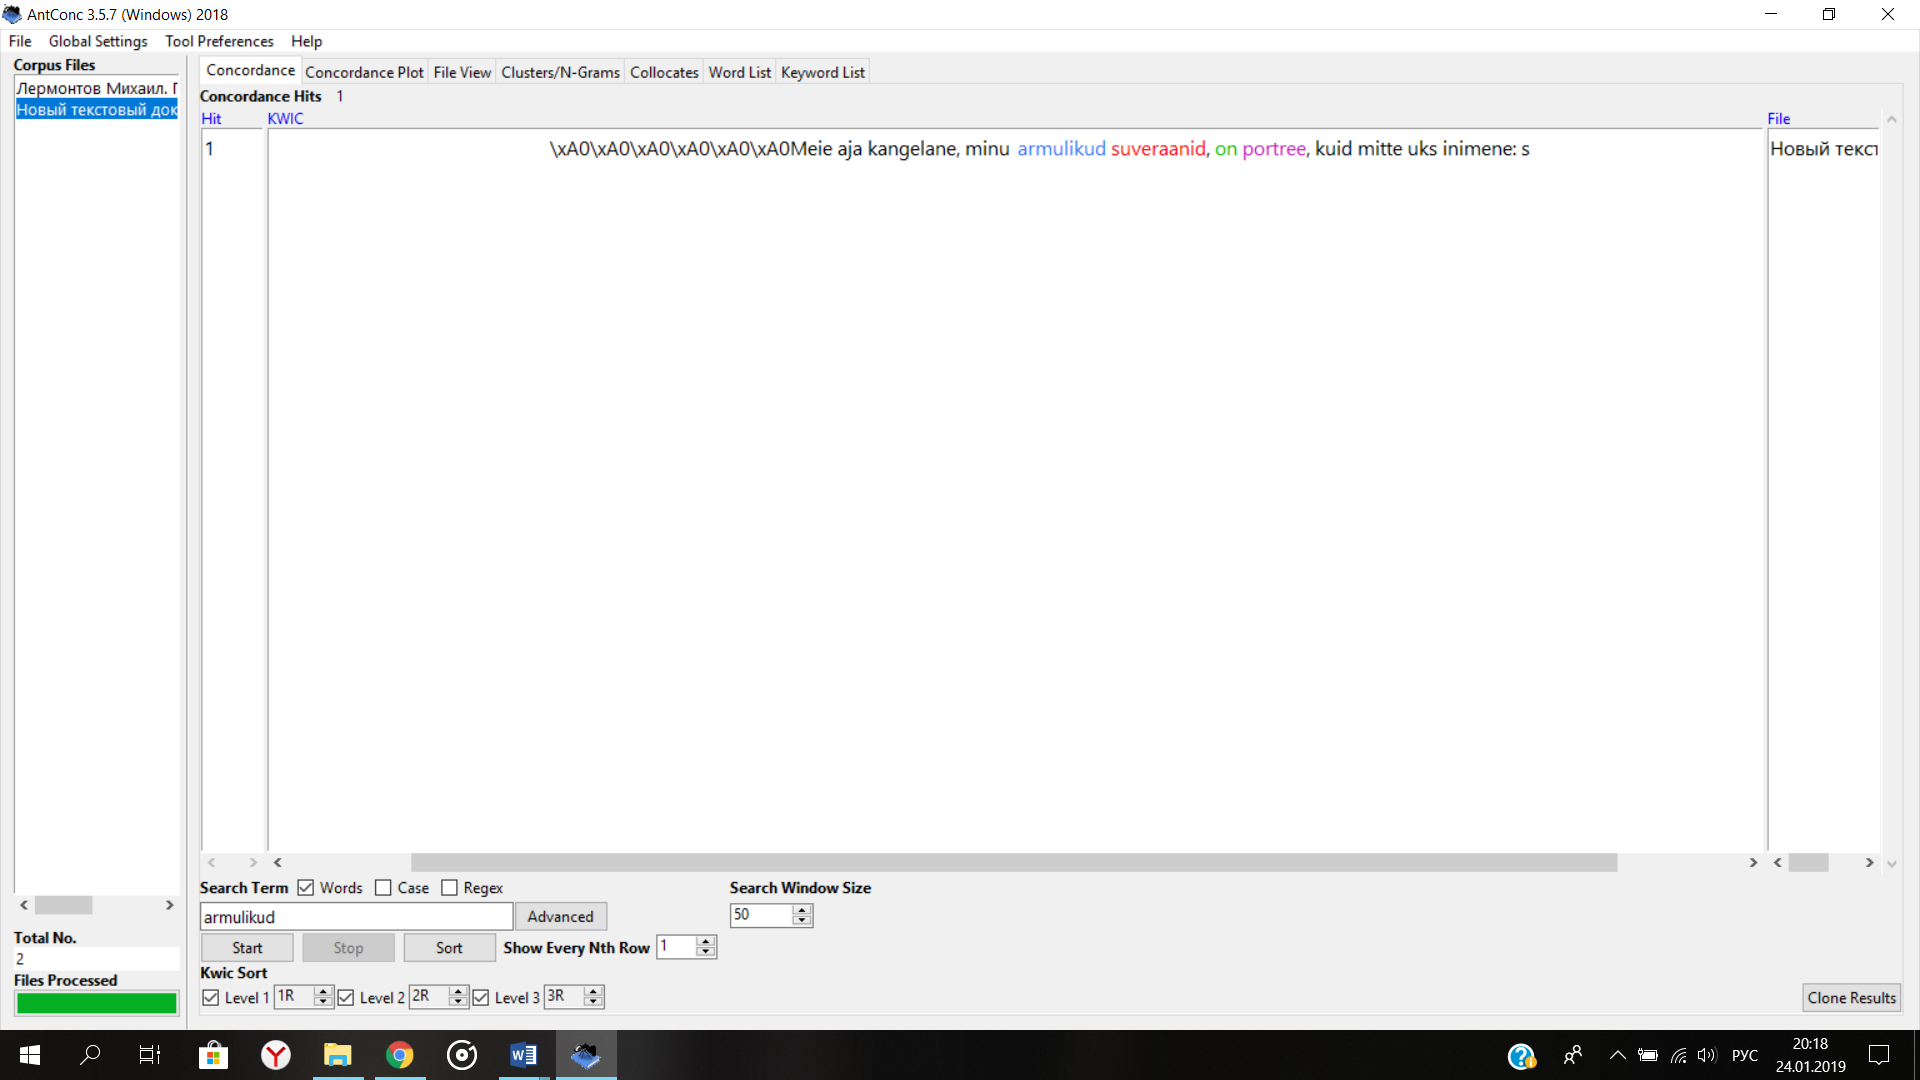 AntConc 3.5.7 (Windows) 2018
File Global Settings Tool Preferences Help
Corpus Files
Лермонтов Михаил. Г
Новый текстовый док
Concordance Concordance Plot File View Clusters/N-Grams Collocates Word List Keyword List
Concordance Hits 1
Hit KWIC File
1 \xA0\xA0\xA0\xA0\xA0\xA0Meie aja kangelane, minu armulikud suveraanid, on portree, kuid mitte uks inimene: s Новый текст
Search Term Words Case Regex Search Window Size
armulikud Advanced 50
Start Stop Sort Show Every Nth Row 1
Total No.
2
Files Processed
Kwic Sort
Level 1 1R Level 2 2R Level 3 3R Clone Results
РУС 20:18
24.01.2019